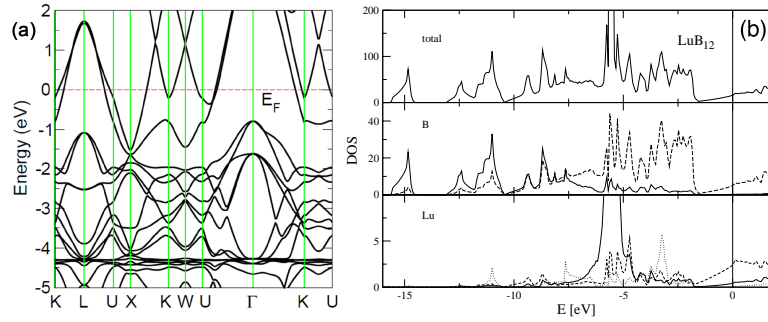 (a)
Energy (eV)
2
1
0
-1
-2
-3
-4
-5
E_F
K L U X K W U Γ K U
(b)
DOS
200
100
0
total
LuB₁₂
40
20
0
B
5
0
Lu
-15 -10 -5 0
E [eV]